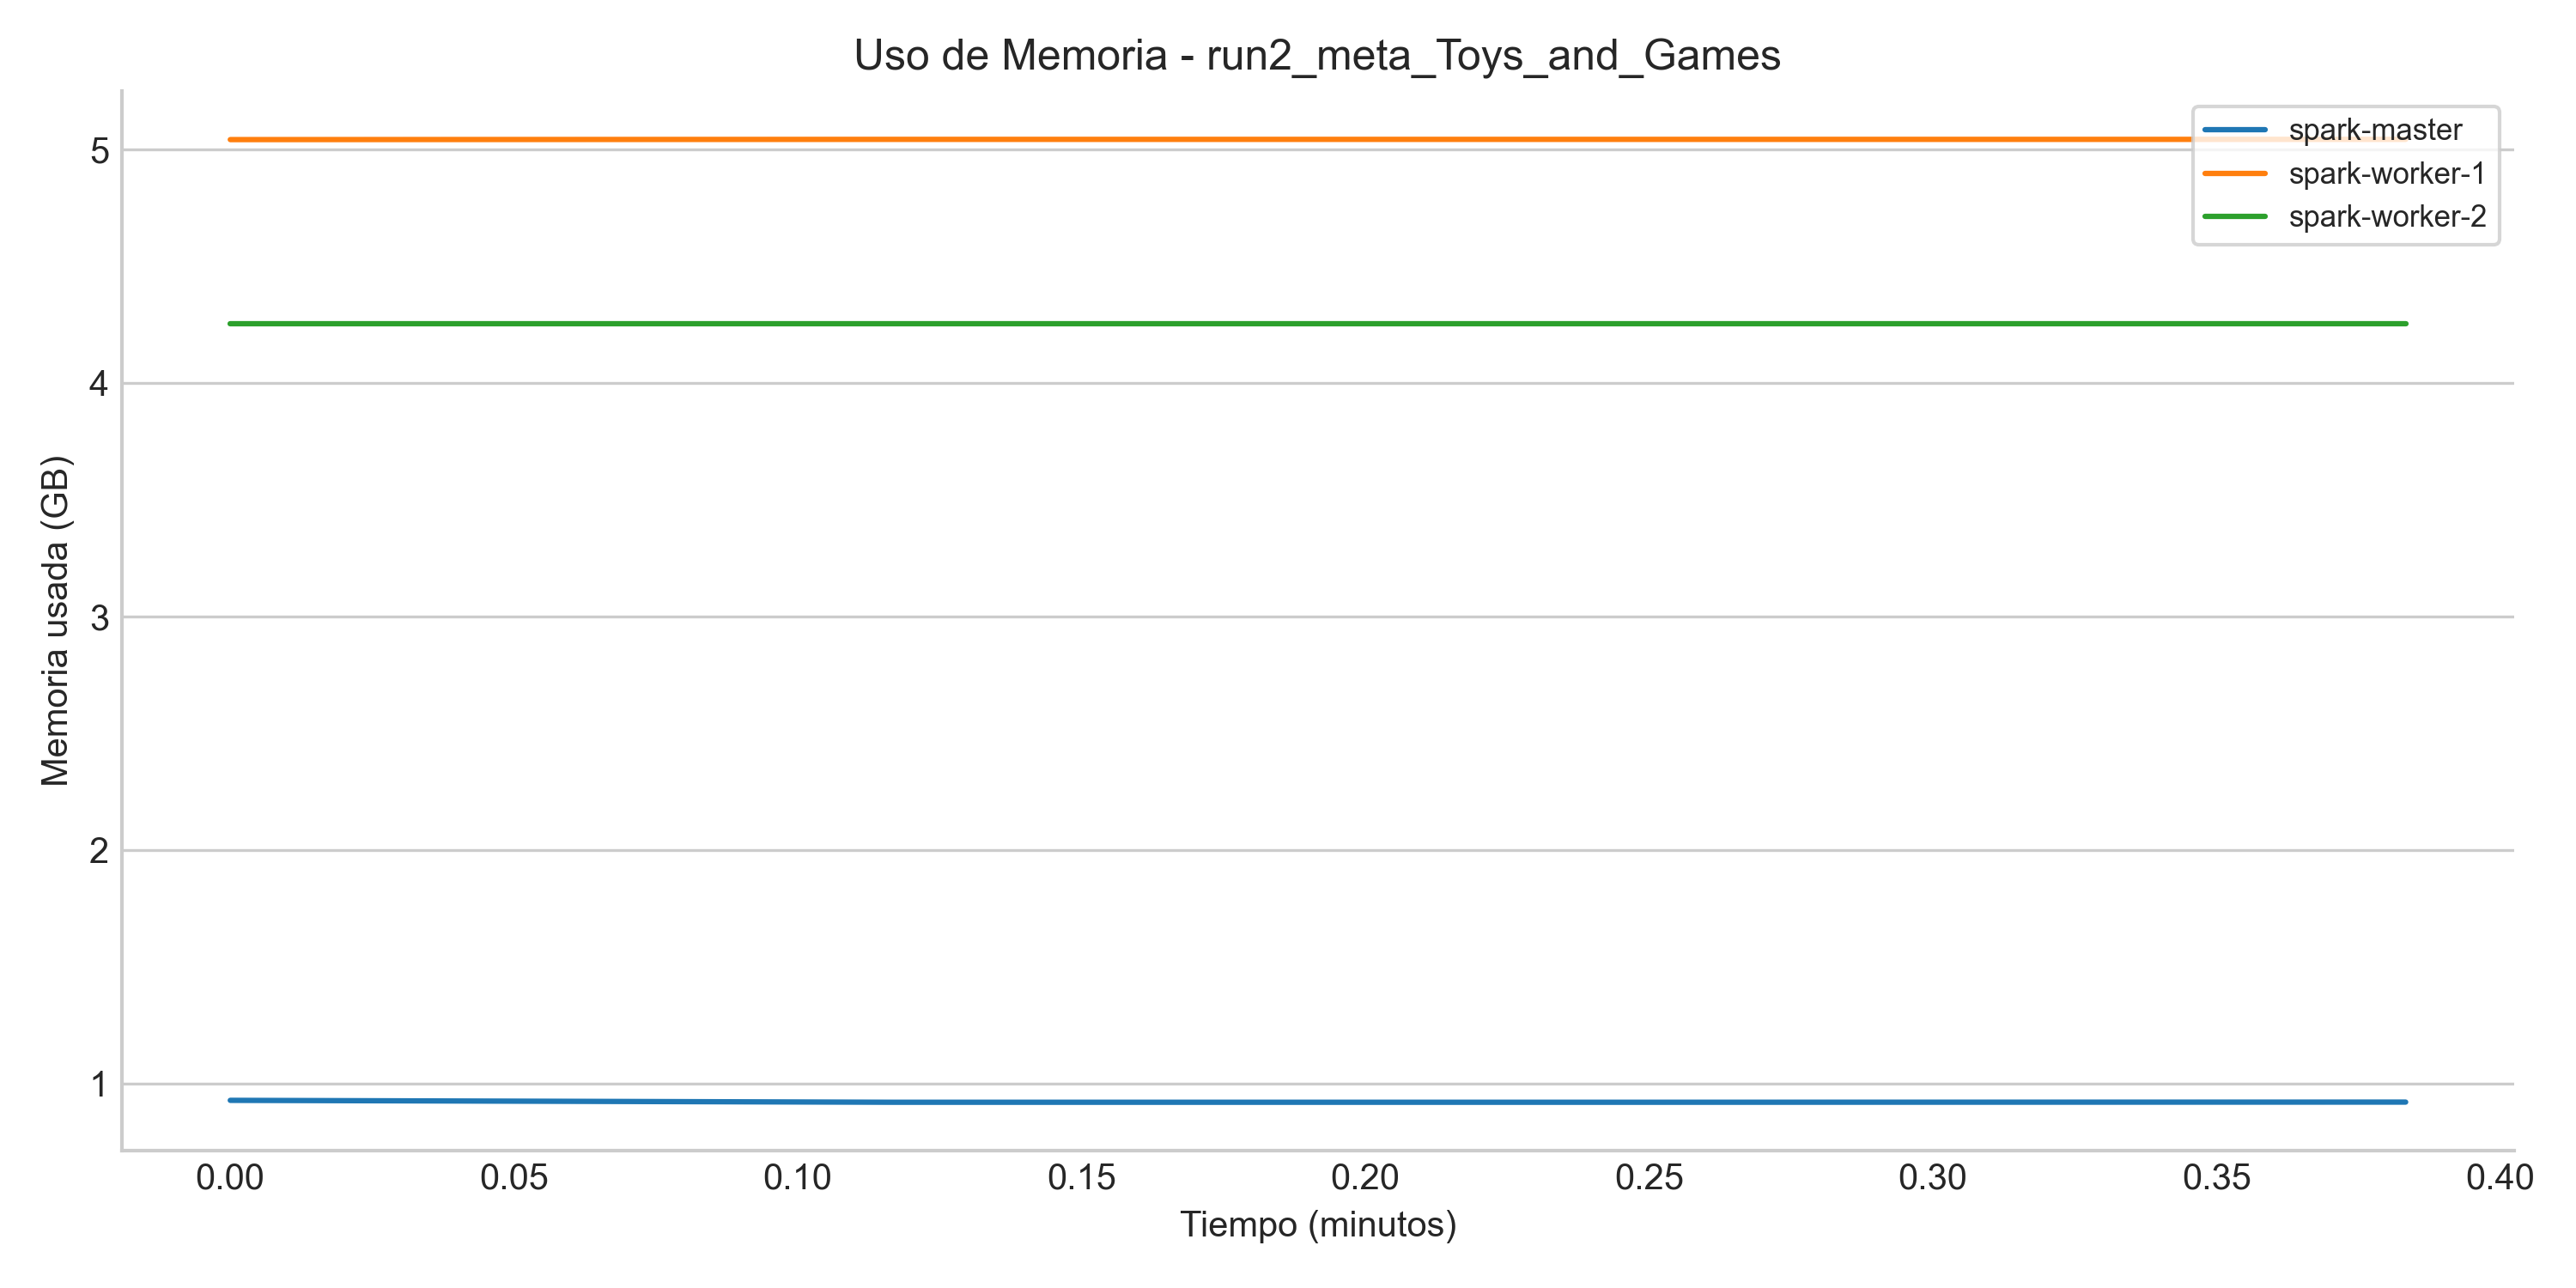 Uso de Memoria - run2_meta_Toys_and_Games
spark-master
spark-worker-1
spark-worker-2
Memoria usada (GB)
5
4
3
2
1
0.00 0.05 0.10 0.15 0.20 0.25 0.30 0.35 0.40
Tiempo (minutos)